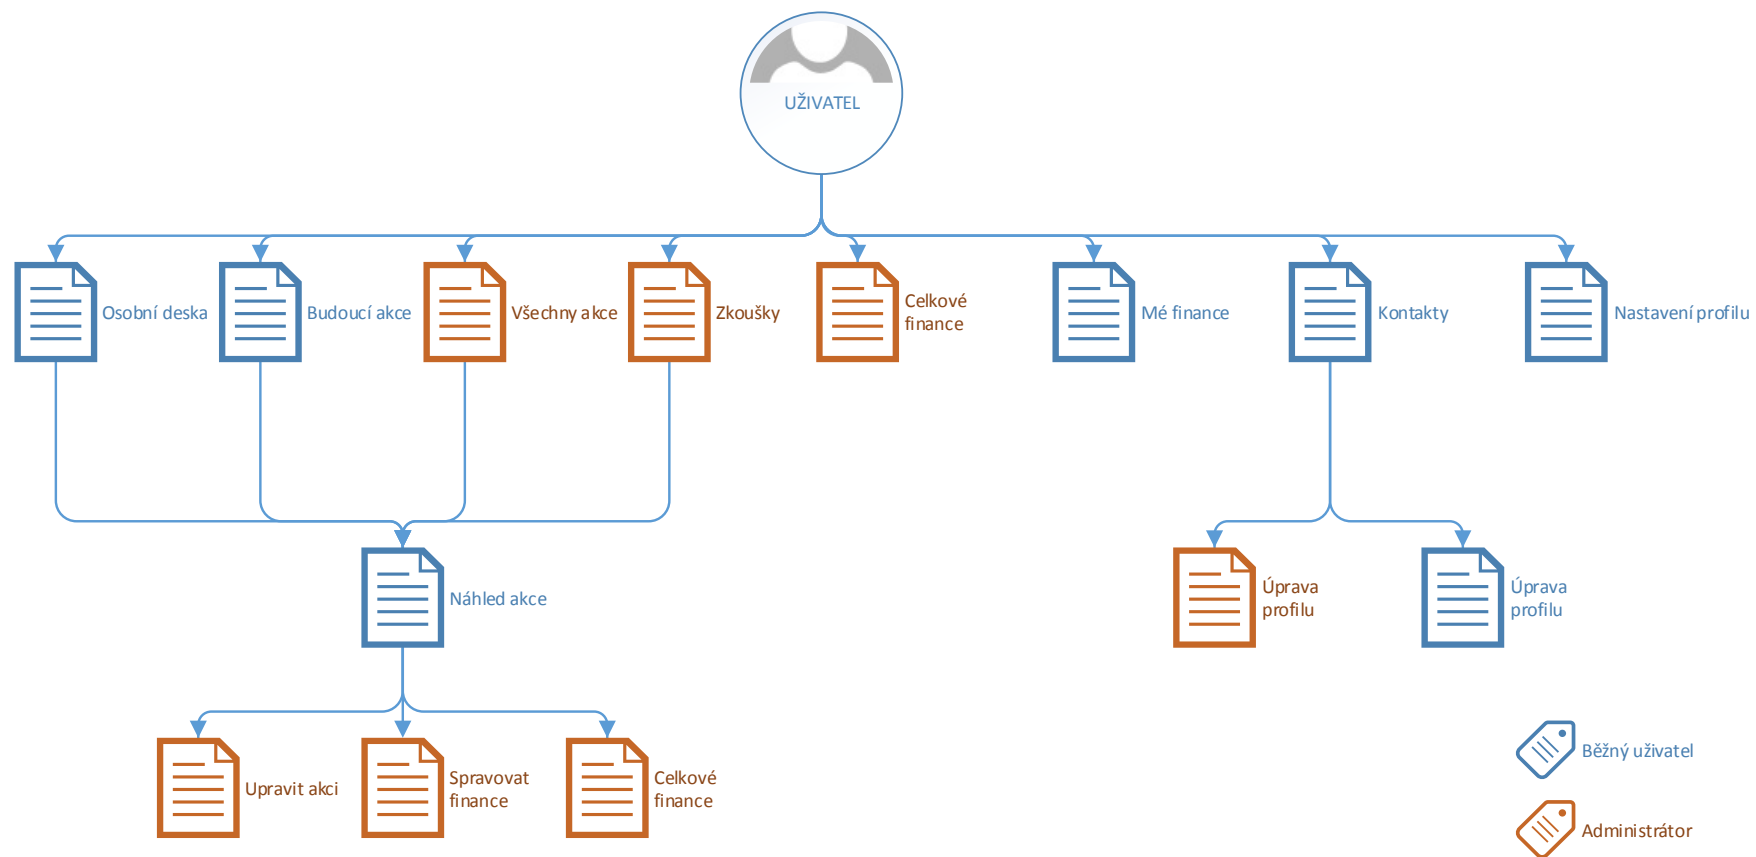 UŽIVATEL
Osobní deska
Budoucí akce
Všechny akce
Zkoušky
Celkové
finance
Mé finance
Kontakty
Nastavení profilu
Náhled akce
Úprava
profilu
Úprava
profilu
Upravit akci
Spravovat
finance
Celkové
finance
Běžný uživatel
Administrátor